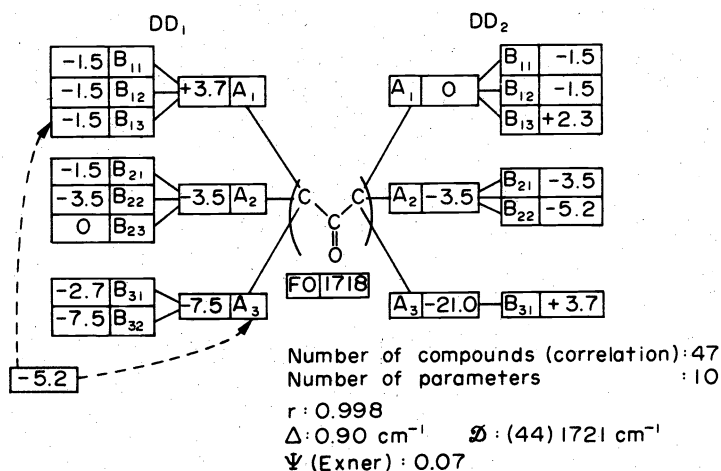 DD₁ DD₂
-1.5 B₁₁
-1.5 B₁₂ +3.7 A₁
-1.5 B₁₃
A₁ 0 B₁₁ -1.5
B₁₂ -1.5
B₁₃ +2.3
-1.5 B₂₁
-3.5 B₂₂ -3.5 A₂
0 B₂₃
( C C C )
O
A₂ -3.5 B₂₁ -3.5
B₂₂ -5.2
FO 1718
-2.7 B₃₁
-7.5 B₃₂ -7.5 A₃
A₃ -21.0 B₃₁ +3.7
-5.2
Number of compounds (correlation): 47
Number of parameters : 10
r : 0.998
Δ : 0.90 cm⁻¹ 𝒟 : (44) 1721 cm⁻¹
Ψ (Exner) : 0.07